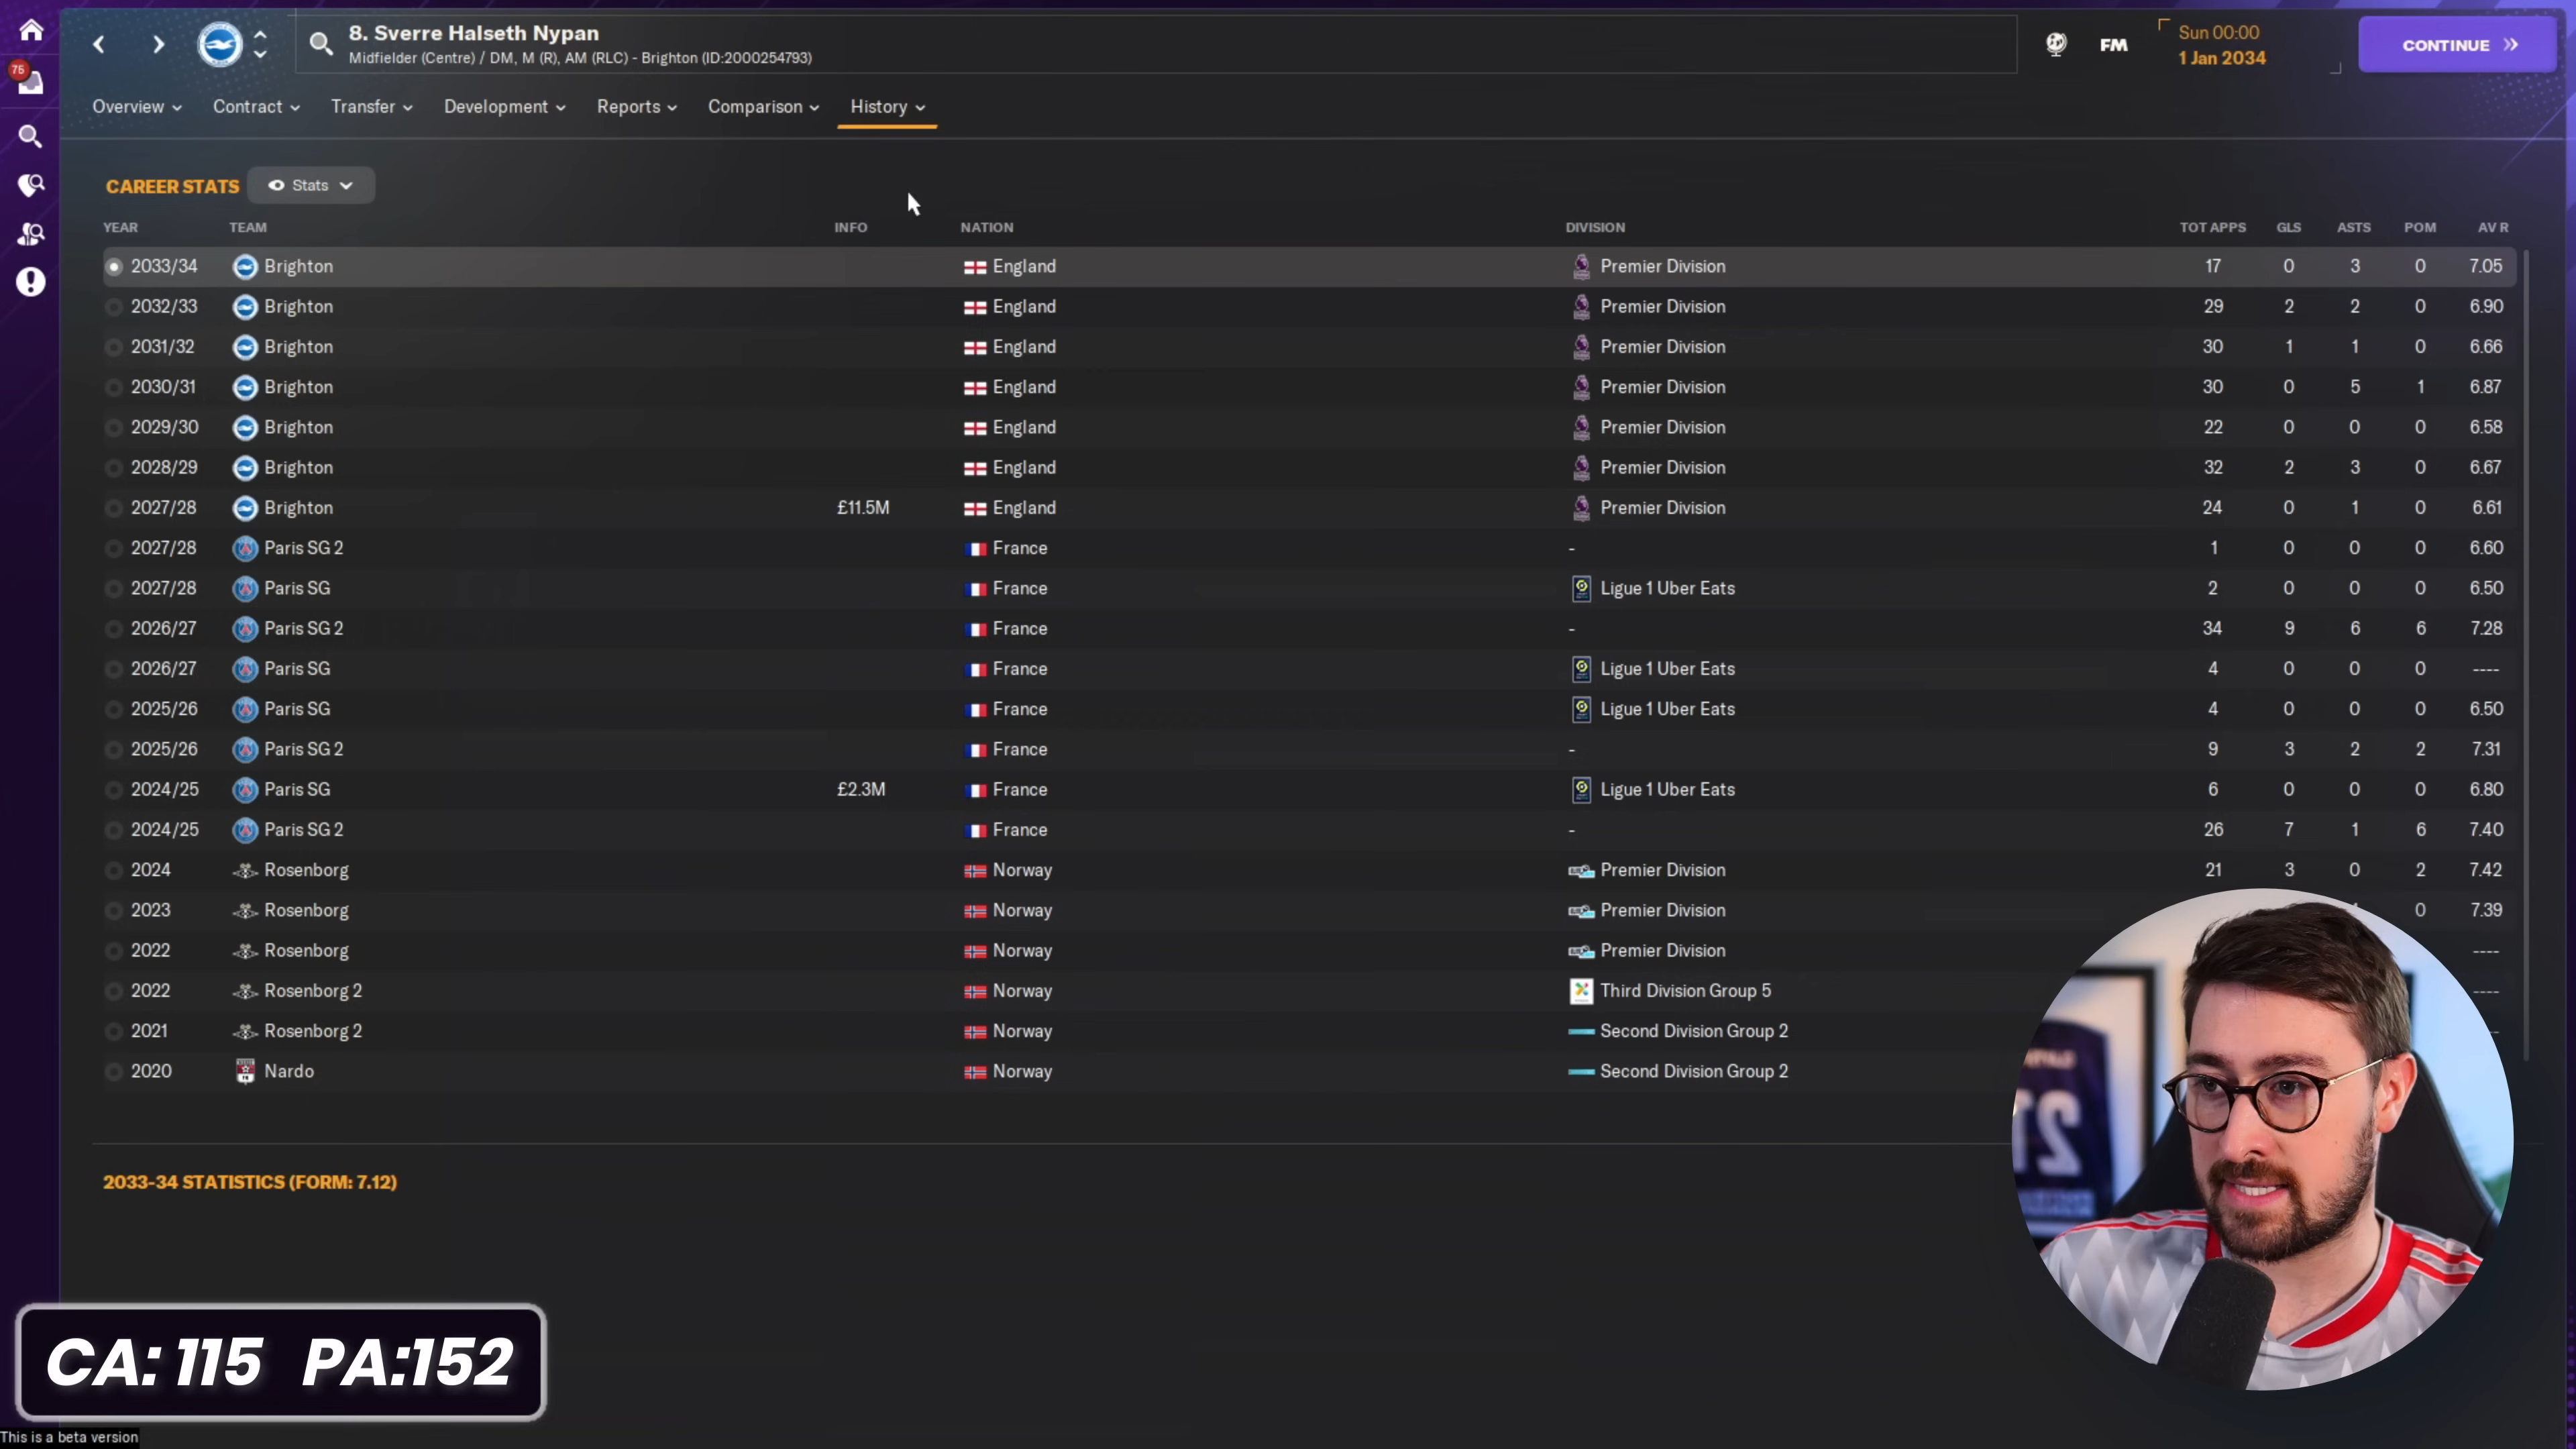 8. Sverre Halseth Nypan
Midfielder (Centre) / DM, M (R), AM (RLC) - Brighton (ID:2000254793)
FM
Sun 00:00
1 Jan 2034
CONTINUE
75
Overview Contract Transfer Development Reports Comparison History
CAREER STATS Stats
YEAR TEAM INFO NATION DIVISION TOT APPS GLS ASTS POM AV R
2033/34 Brighton England Premier Division 17 0 3 0 7.05
2032/33 Brighton England Premier Division 29 2 2 0 6.90
2031/32 Brighton England Premier Division 30 1 1 0 6.66
2030/31 Brighton England Premier Division 30 0 5 1 6.87
2029/30 Brighton England Premier Division 22 0 0 0 6.58
2028/29 Brighton England Premier Division 32 2 3 0 6.67
2027/28 Brighton £11.5M England Premier Division 24 0 1 0 6.61
2027/28 Paris SG 2 France - 1 0 0 0 6.60
2027/28 Paris SG France Ligue 1 Uber Eats 2 0 0 0 6.50
2026/27 Paris SG 2 France - 34 9 6 6 7.28
2026/27 Paris SG France Ligue 1 Uber Eats 4 0 0 0 ----
2025/26 Paris SG France Ligue 1 Uber Eats 4 0 0 0 6.50
2025/26 Paris SG 2 France - 9 3 2 2 7.31
2024/25 Paris SG £2.3M France Ligue 1 Uber Eats 6 0 0 0 6.80
2024/25 Paris SG 2 France - 26 7 1 6 7.40
2024 Rosenborg Norway Premier Division 21 3 0 2 7.42
2023 Rosenborg Norway Premier Division 0 7.39
2022 Rosenborg Norway Premier Division ----
2022 Rosenborg 2 Norway Third Division Group 5 ----
2021 Rosenborg 2 Norway Second Division Group 2
2020 Nardo Norway Second Division Group 2
2033-34 STATISTICS (FORM: 7.12)
CA: 115 PA:152
This is a beta version